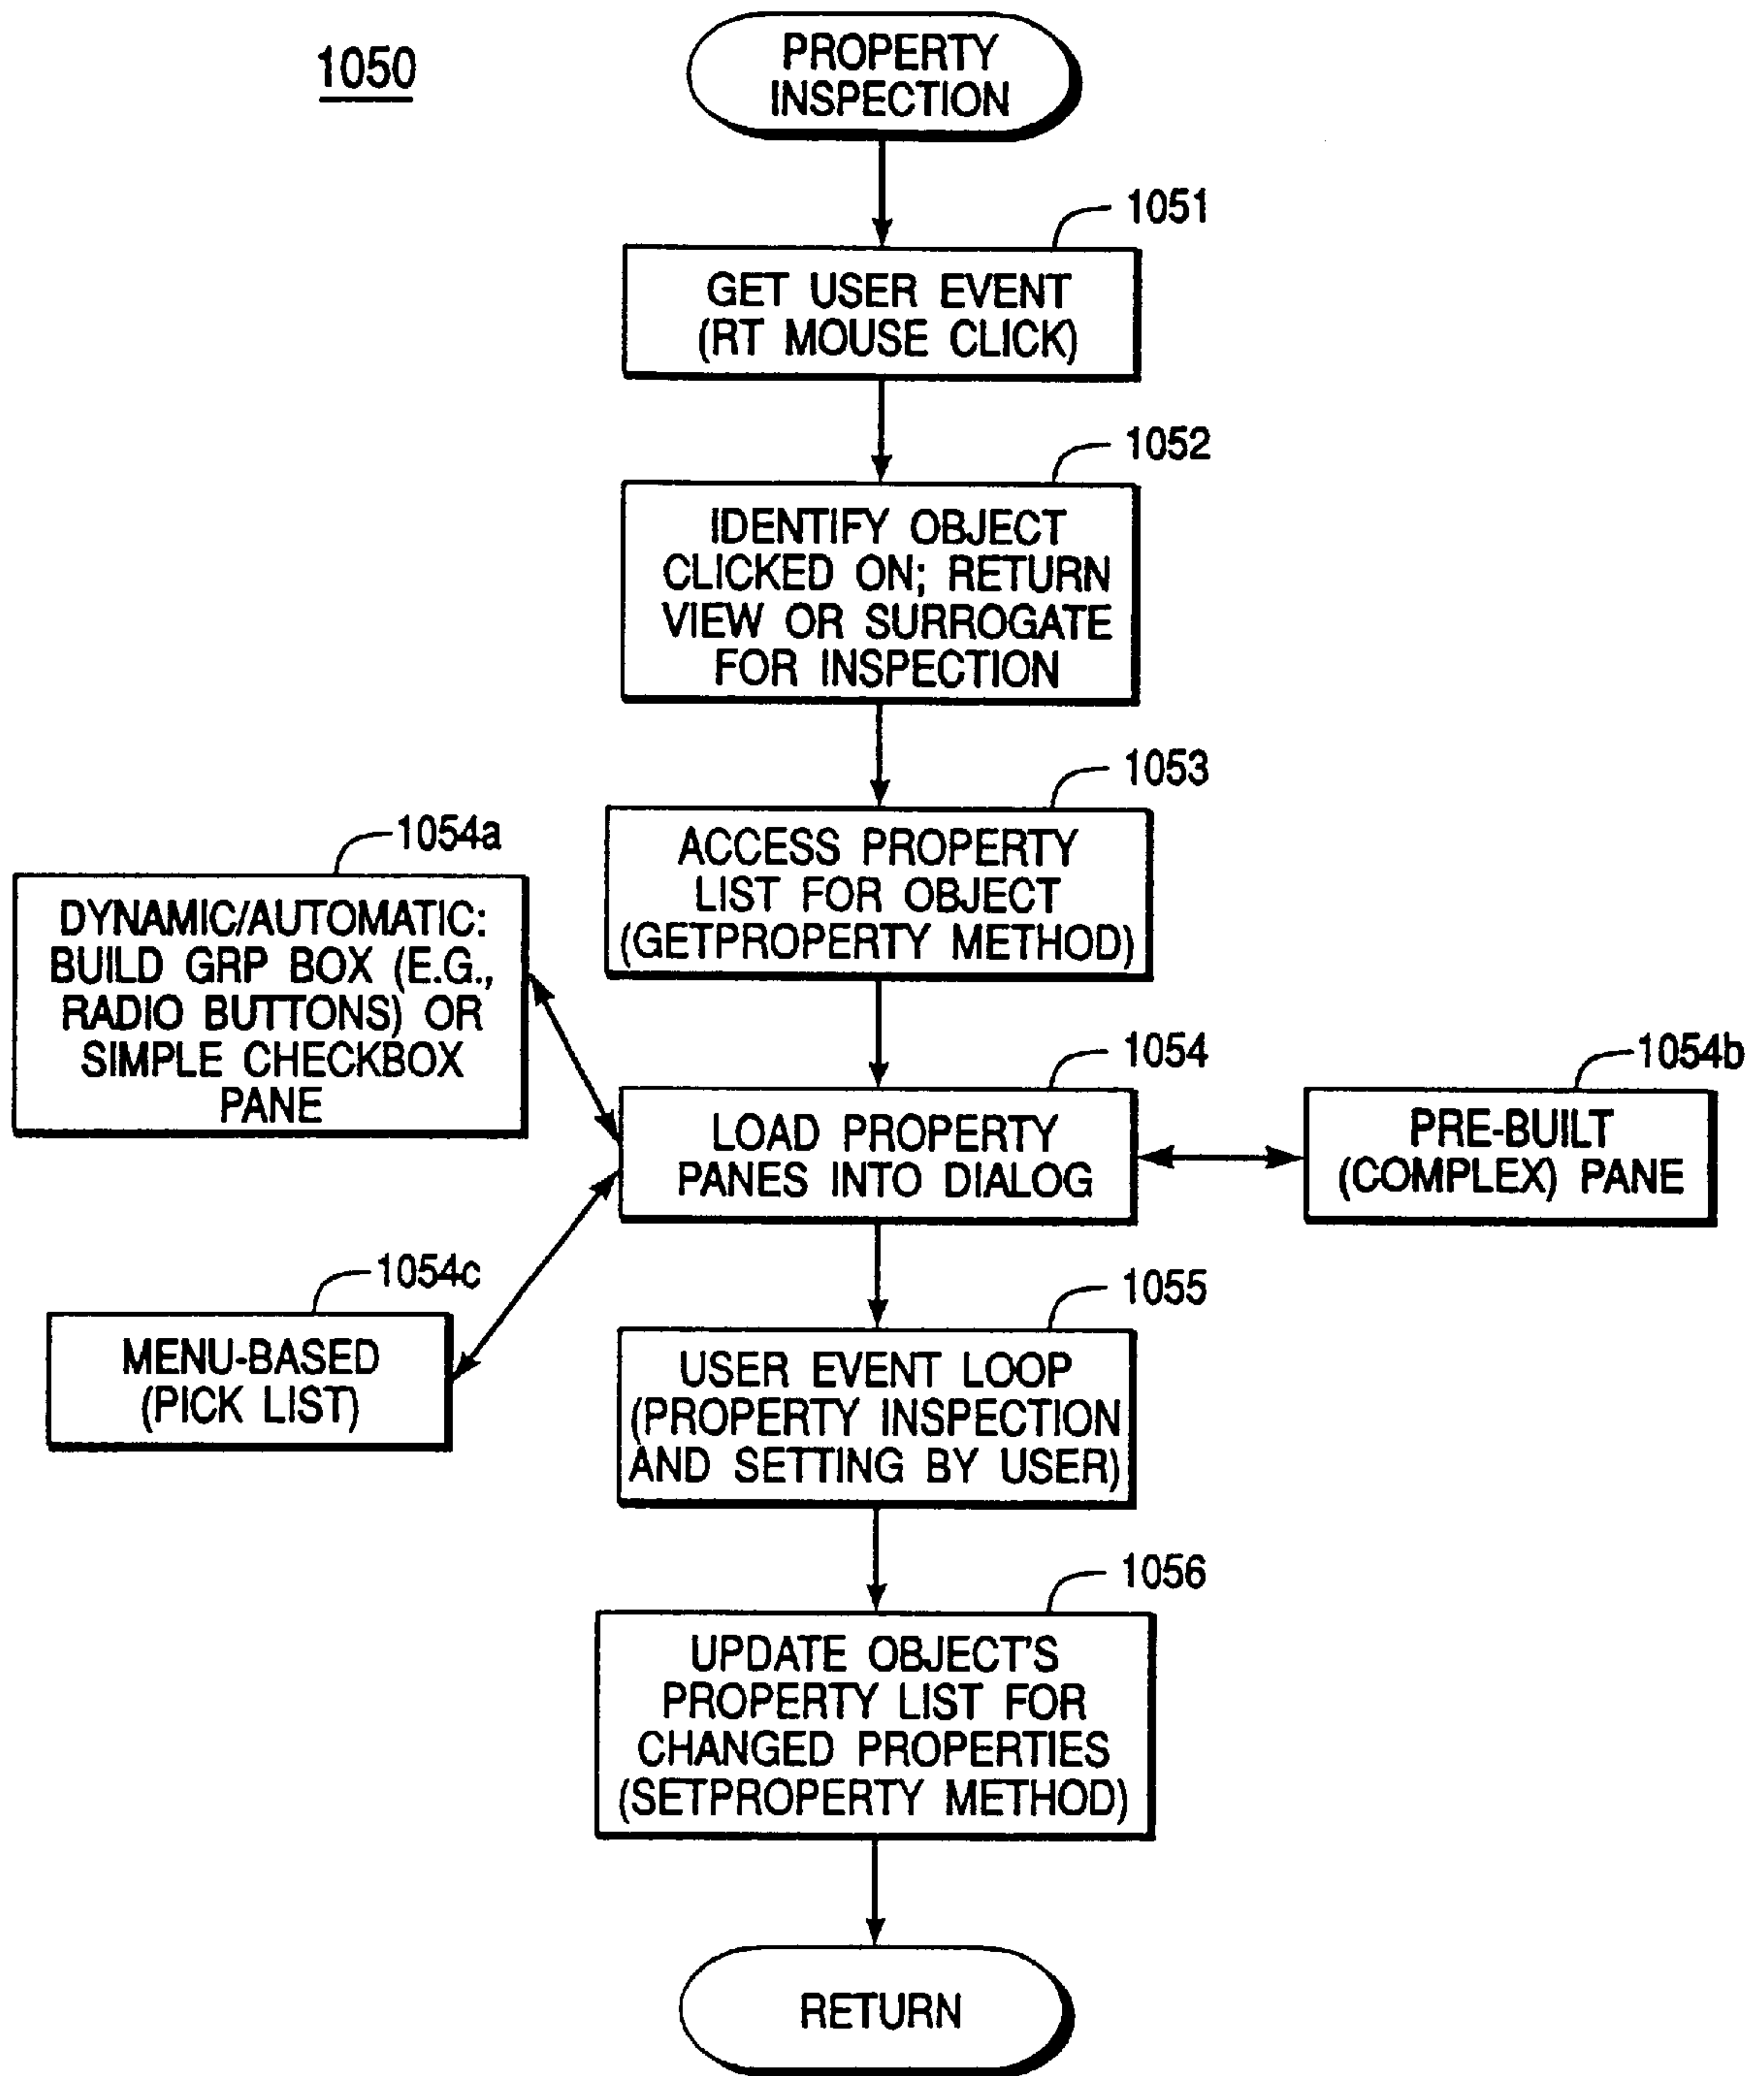 1050
PROPERTY
INSPECTION
1051
GET USER EVENT
(RT MOUSE CLICK)
1052
IDENTIFY OBJECT
CLICKED ON; RETURN
VIEW OR SURROGATE
FOR INSPECTION
1053
ACCESS PROPERTY
LIST FOR OBJECT
(GETPROPERTY METHOD)
1054a
DYNAMIC/AUTOMATIC:
BUILD GRP BOX (E.G.,
RADIO BUTTONS) OR
SIMPLE CHECKBOX
PANE
1054
LOAD PROPERTY
PANES INTO DIALOG
1054b
PRE-BUILT
(COMPLEX) PANE
1054c
MENU-BASED
(PICK LIST)
1055
USER EVENT LOOP
(PROPERTY INSPECTION
AND SETTING BY USER)
1056
UPDATE OBJECT'S
PROPERTY LIST FOR
CHANGED PROPERTIES
(SETPROPERTY METHOD)
RETURN